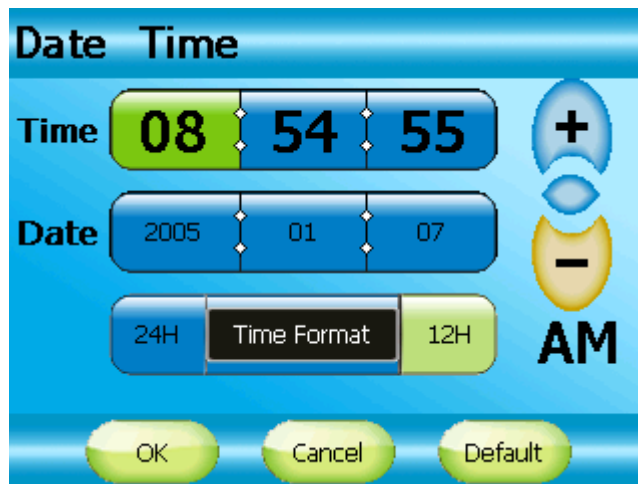 Date Time
Time 08 54 55 +
Date 2005 01 07 −
24H Time Format 12H AM
OK Cancel Default